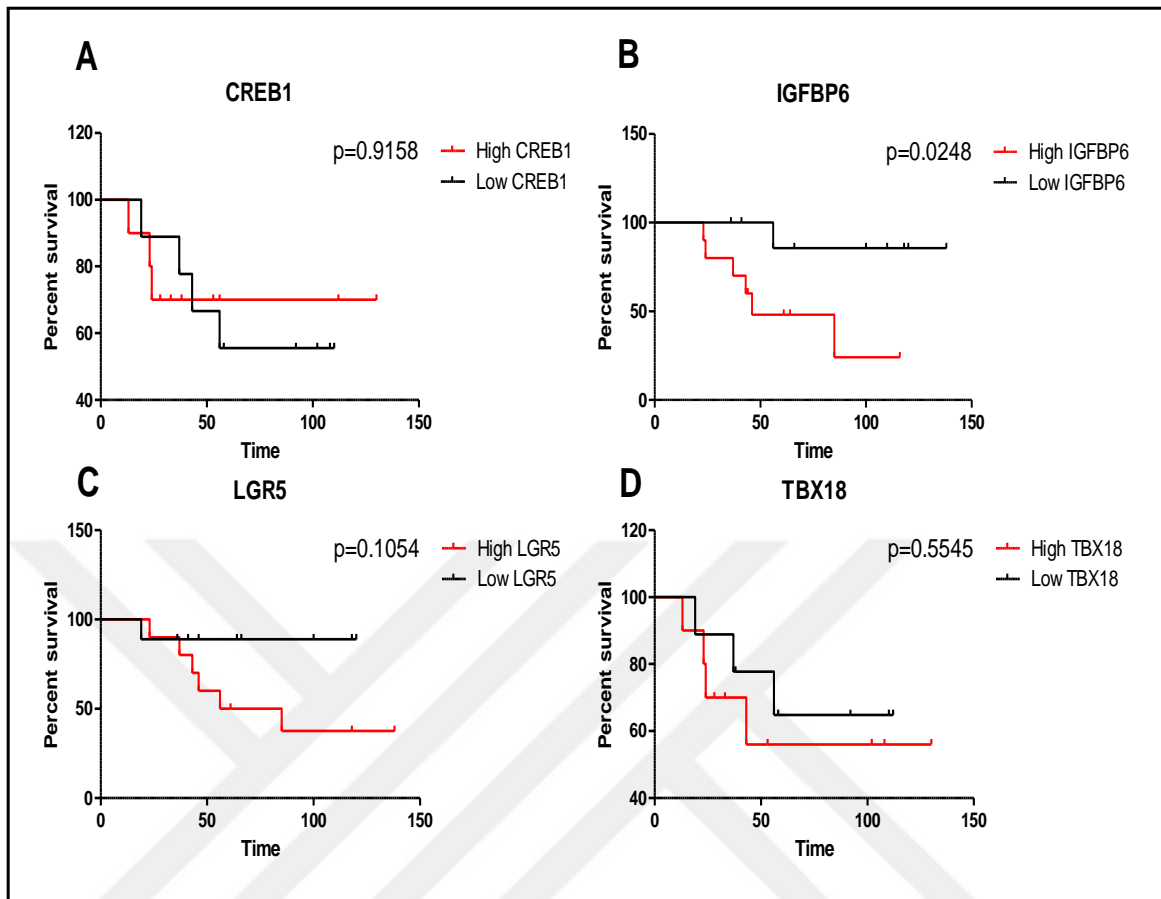 A
CREB1
120
100
80
60
40
0
50
100
150
Percent survival
Time
p=0.9158
High CREB1
Low CREB1
B
IGFBP6
150
100
50
0
0
50
100
150
Percent survival
Time
p=0.0248
High IGFBP6
Low IGFBP6
C
LGR5
150
100
50
0
0
50
100
150
Percent survival
Time
p=0.1054
High LGR5
Low LGR5
D
TBX18
120
100
80
60
40
0
50
100
150
Percent survival
Time
p=0.5545
High TBX18
Low TBX18